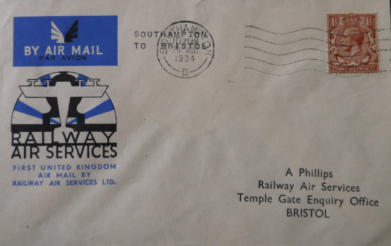 BY AIR MAIL
PAR AVION
SOUTHAMPTON
TO BRISTOL
1934
RAILWAY
AIR SERVICES
FIRST UNITED KINGDOM
AIR MAIL BY
RAILWAY AIR SERVICES LTD.
A Phillips
Railway Air Services
Temple Gate Enquiry Office
BRISTOL